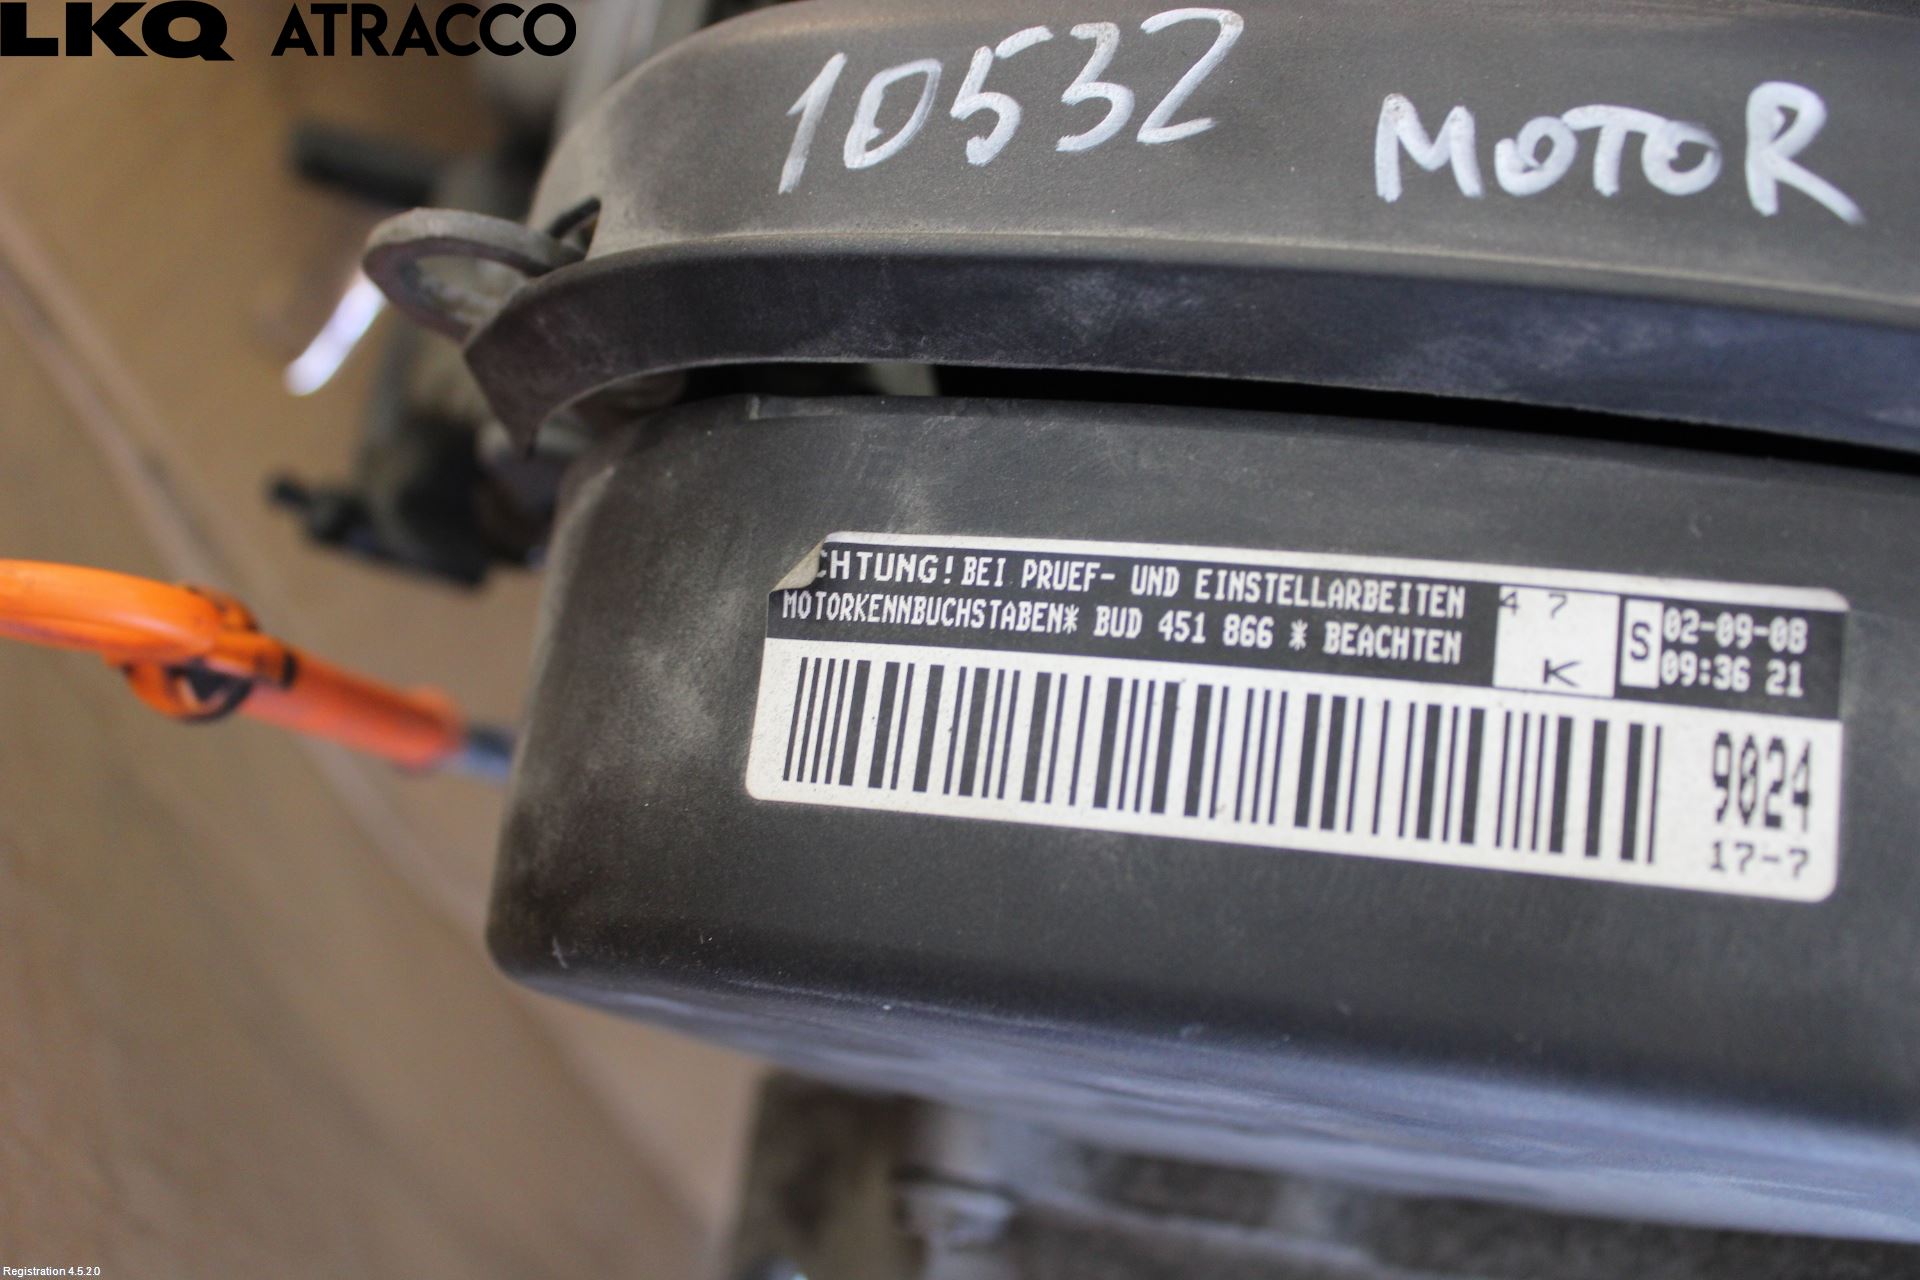 LKQ ATRACCO
10532 MOTOR
CHTUNG! BEI PRUEF- UND EINSTELLARBEITEN
MOTORKENNBUCHSTABEN* BUD 451 866 * BEACHTEN
4 7
K
S
02-09-08
09:36 21
9024
17-7
Registration 4.5.2.0